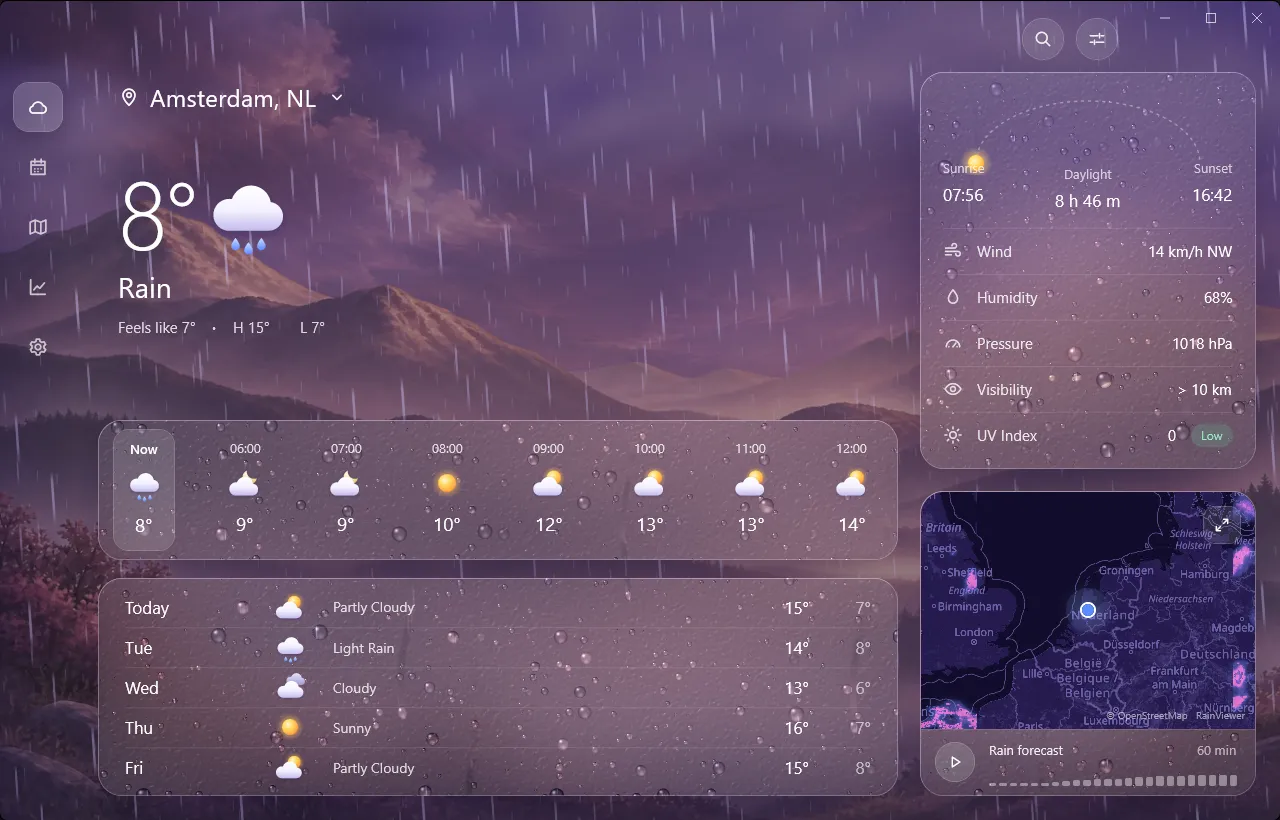 Amsterdam, NL
8°
Rain
Feels like 7° • H 15° L 7°
Now 06:00 07:00 08:00 09:00 10:00 11:00 12:00
8° 9° 9° 10° 12° 13° 13° 14°
Today Partly Cloudy 15° 7°
Tue Light Rain 14° 8°
Wed Cloudy 13° 6°
Thu Sunny 16° 7°
Fri Partly Cloudy 15° 8°
Sunrise Daylight Sunset
07:56 8 h 46 m 16:42
Wind 14 km/h NW
Humidity 68%
Pressure 1018 hPa
Visibility > 10 km
UV Index 0 Low
Britain
Leeds
Schleswig-
Holstein
Meck
Sheffield
Groningen
Hamburg
England
Birmingham
Niedersachsen
Nederland
London
Magdeb
Düsseldorf
Deutschland
Lille
België
Belgique /
Belgien
Frankfurt
am Main
Nürnberg
Luxembourg
© OpenStreetMap RainViewer
Paris
Rain forecast 60 min